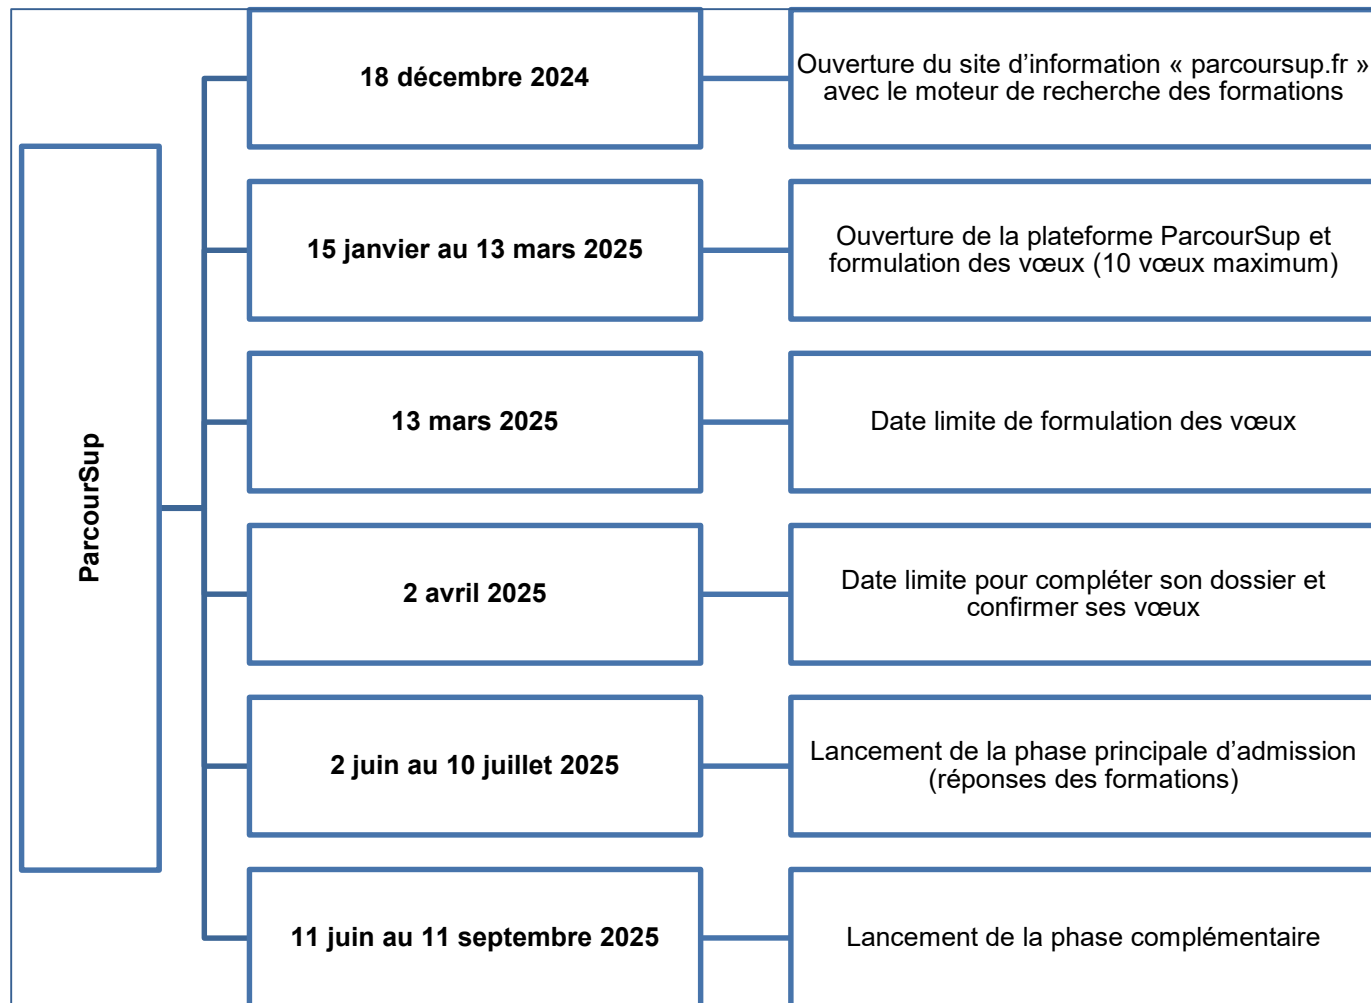 ParcourSup
18 décembre 2024
Ouverture du site d’information « parcoursup.fr »
avec le moteur de recherche des formations
15 janvier au 13 mars 2025
Ouverture de la plateforme ParcourSup et
formulation des vœux (10 vœux maximum)
13 mars 2025
Date limite de formulation des vœux
2 avril 2025
Date limite pour compléter son dossier et
confirmer ses vœux
2 juin au 10 juillet 2025
Lancement de la phase principale d’admission
(réponses des formations)
11 juin au 11 septembre 2025
Lancement de la phase complémentaire